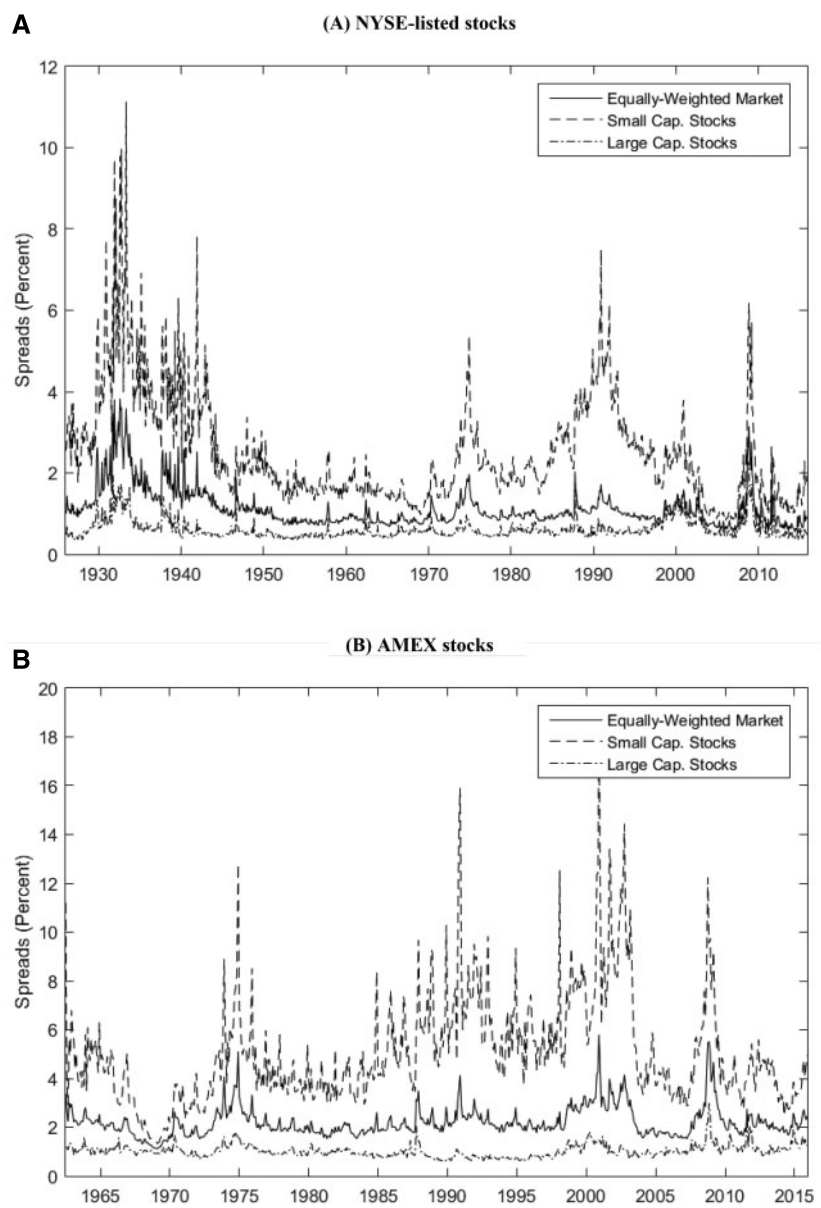 A
(A) NYSE-listed stocks
12
10
8
6
4
2
0
Spreads (Percent)
Equally-Weighted Market
Small Cap. Stocks
Large Cap. Stocks
1930 1940 1950 1960 1970 1980 1990 2000 2010
B
(B) AMEX stocks
20
18
16
14
12
10
8
6
4
2
0
Spreads (Percent)
Equally-Weighted Market
Small Cap. Stocks
Large Cap. Stocks
1965 1970 1975 1980 1985 1990 1995 2000 2005 2010 2015